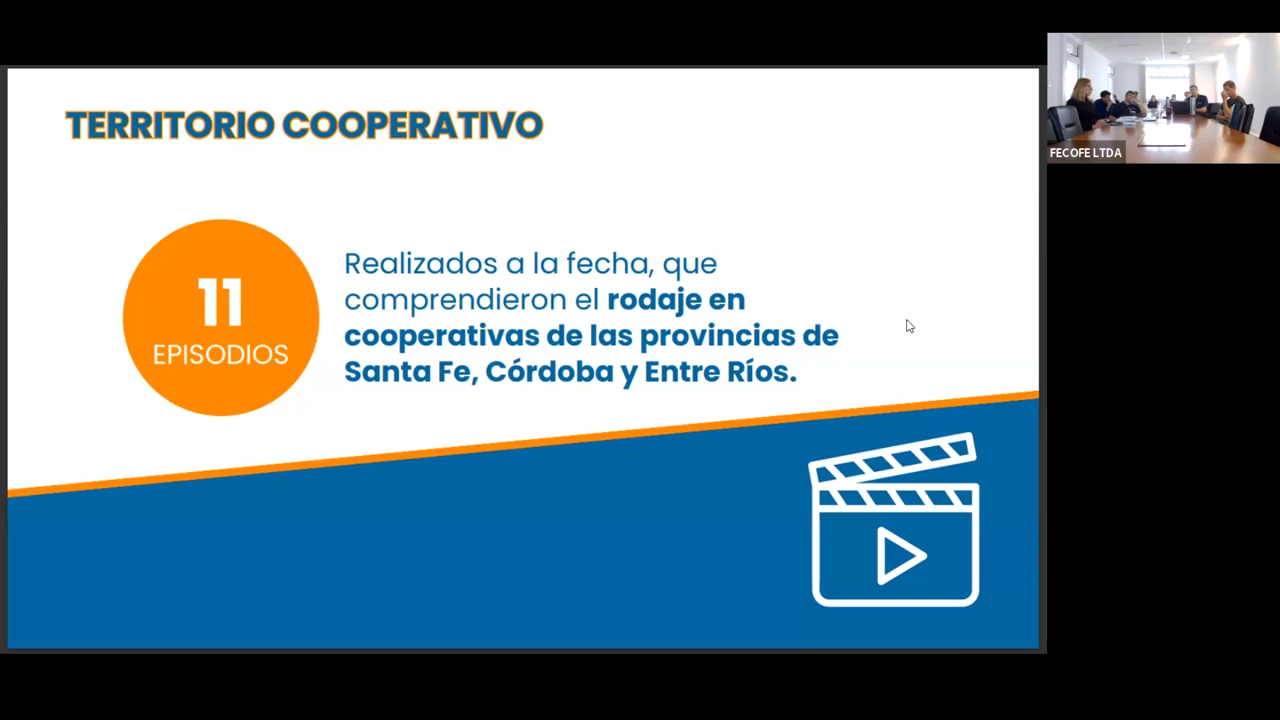 TERRITORIO COOPERATIVO
11
EPISODIOS
Realizados a la fecha, que
comprendieron el rodaje en
cooperativas de las provincias de
Santa Fe, Córdoba y Entre Ríos.
FECOFE LTDA